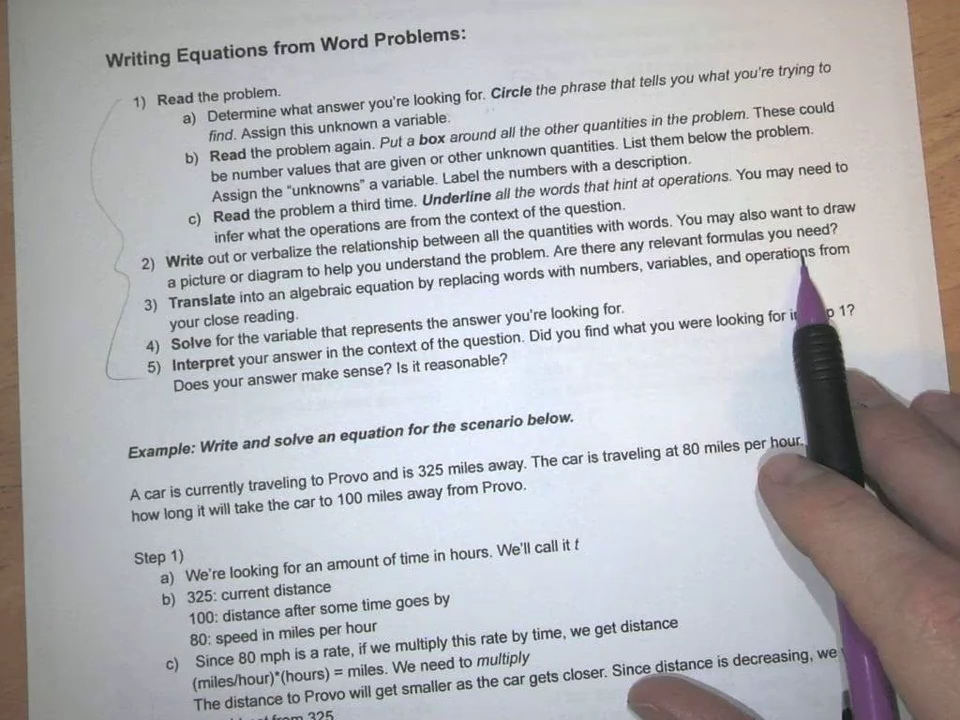 Writing Equations from Word Problems:
1) Read the problem.
a) Determine what answer you're looking for. Circle the phrase that tells you what you're trying to
find. Assign this unknown a variable.
b) Read the problem again. Put a box around all the other quantities in the problem. These could
be number values that are given or other unknown quantities. List them below the problem.
Assign the "unknowns" a variable. Label the numbers with a description.
c) Read the problem a third time. Underline all the words that hint at operations. You may need to
infer what the operations are from the context of the question.
2) Write out or verbalize the relationship between all the quantities with words. You may also want to draw
a picture or diagram to help you understand the problem. Are there any relevant formulas you need?
3) Translate into an algebraic equation by replacing words with numbers, variables, and operations from
your close reading.
4) Solve for the variable that represents the answer you're looking for.
5) Interpret your answer in the context of the question. Did you find what you were looking for in 1?
Does your answer make sense? Is it reasonable?
Example: Write and solve an equation for the scenario below.
A car is currently traveling to Provo and is 325 miles away. The car is traveling at 80 miles per hour.
how long it will take the car to 100 miles away from Provo.
Step 1)
a) We're looking for an amount of time in hours. We'll call it t
b) 325: current distance
100: distance after some time goes by
80: speed in miles per hour
c) Since 80 mph is a rate, if we multiply this rate by time, we get distance
(miles/hour)*(hours) = miles. We need to multiply
The distance to Provo will get smaller as the car gets closer. Since distance is decreasing, we
from 325